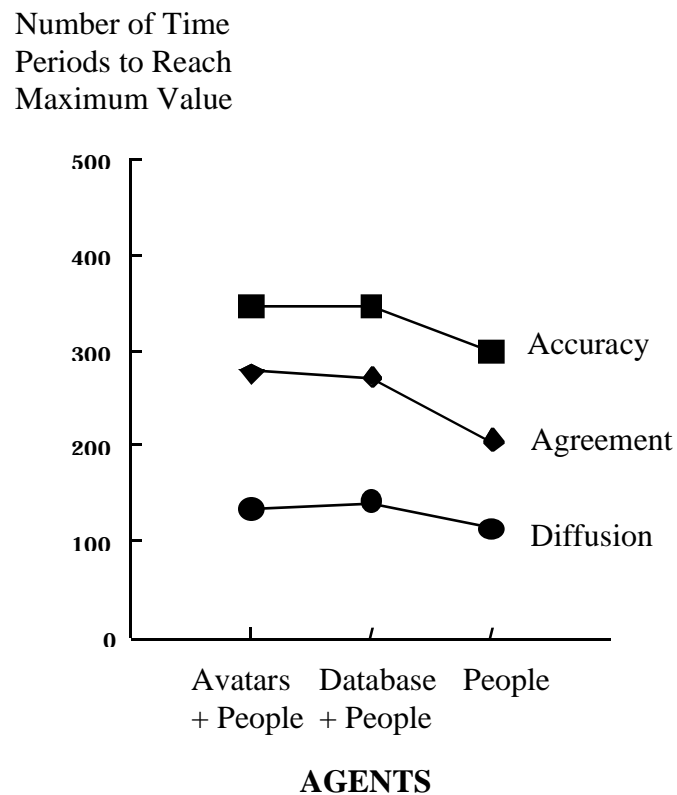 Number of Time
Periods to Reach
Maximum Value
500
400
300
200
100
0
Accuracy
Agreement
Diffusion
Avatars
+ People
Database
+ People
People
AGENTS